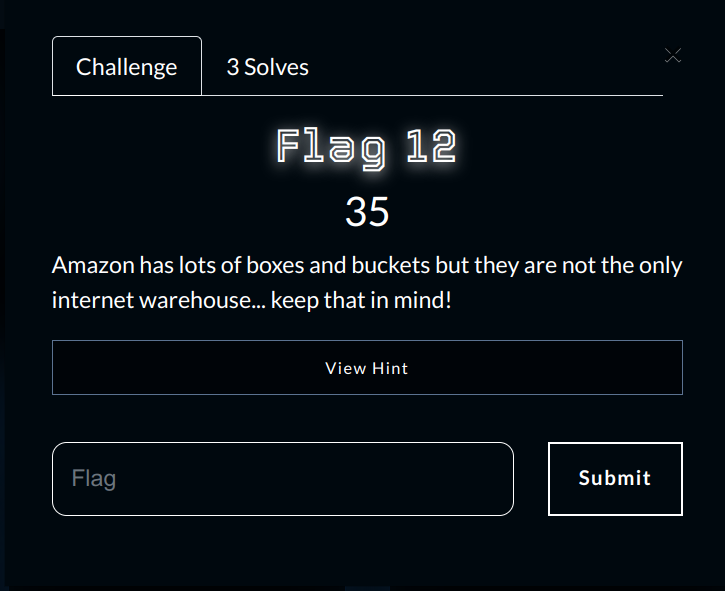 Challenge
3 Solves
Flag 12
35
Amazon has lots of boxes and buckets but they are not the only
internet warehouse... keep that in mind!
View Hint
Flag
Submit